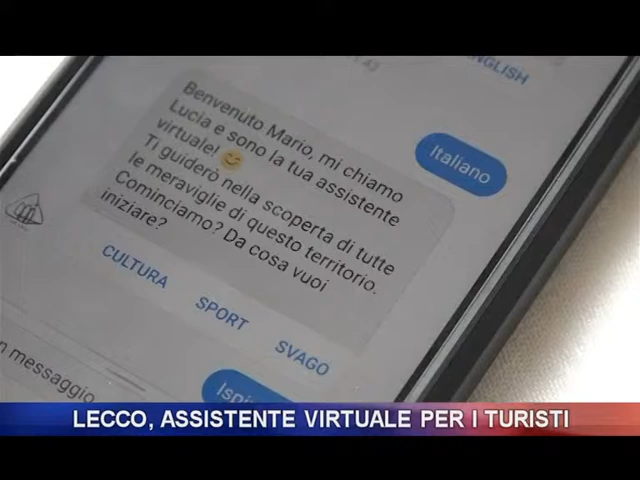 ENGLISH
Italiano
Benvenuto Mario, mi chiamo
Lucia e sono la tua assistente
virtuale! 😊
Ti guiderò nella scoperta di tutte
le meraviglie di questo territorio.
Cominciamo? Da cosa vuoi
iniziare?
CULTURA
SPORT
SVAGO
n messaggio
LECCO, ASSISTENTE VIRTUALE PER I TURISTI